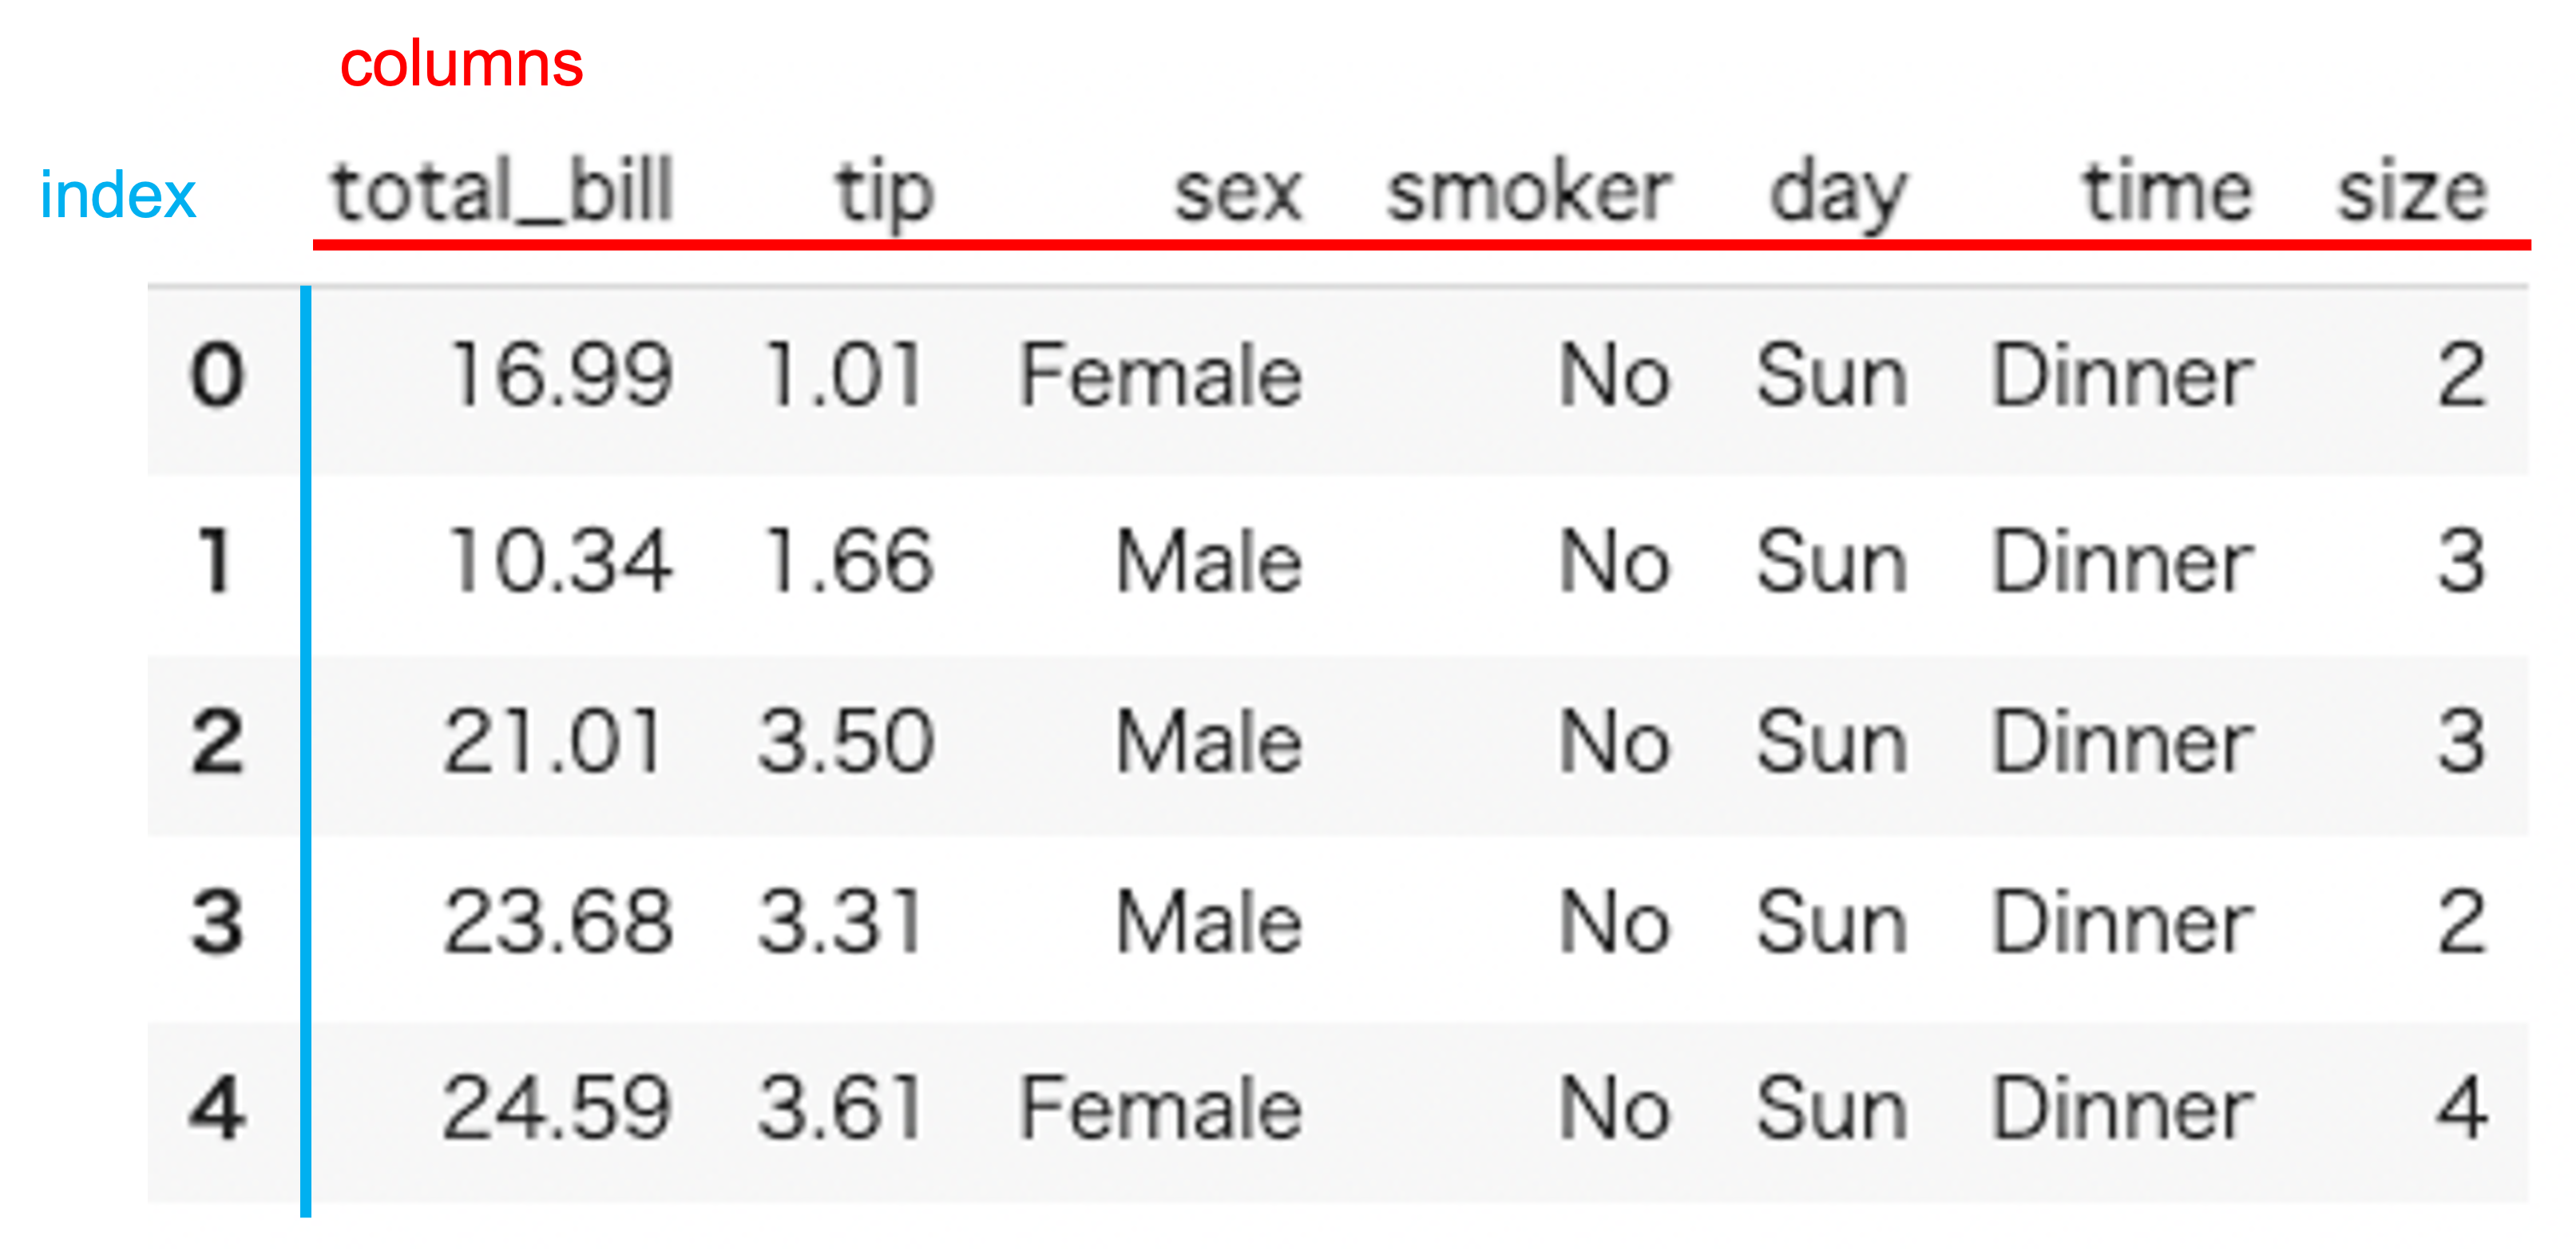 columns
index total_bill tip sex smoker day time size
0 16.99 1.01 Female No Sun Dinner 2
1 10.34 1.66 Male No Sun Dinner 3
2 21.01 3.50 Male No Sun Dinner 3
3 23.68 3.31 Male No Sun Dinner 2
4 24.59 3.61 Female No Sun Dinner 4